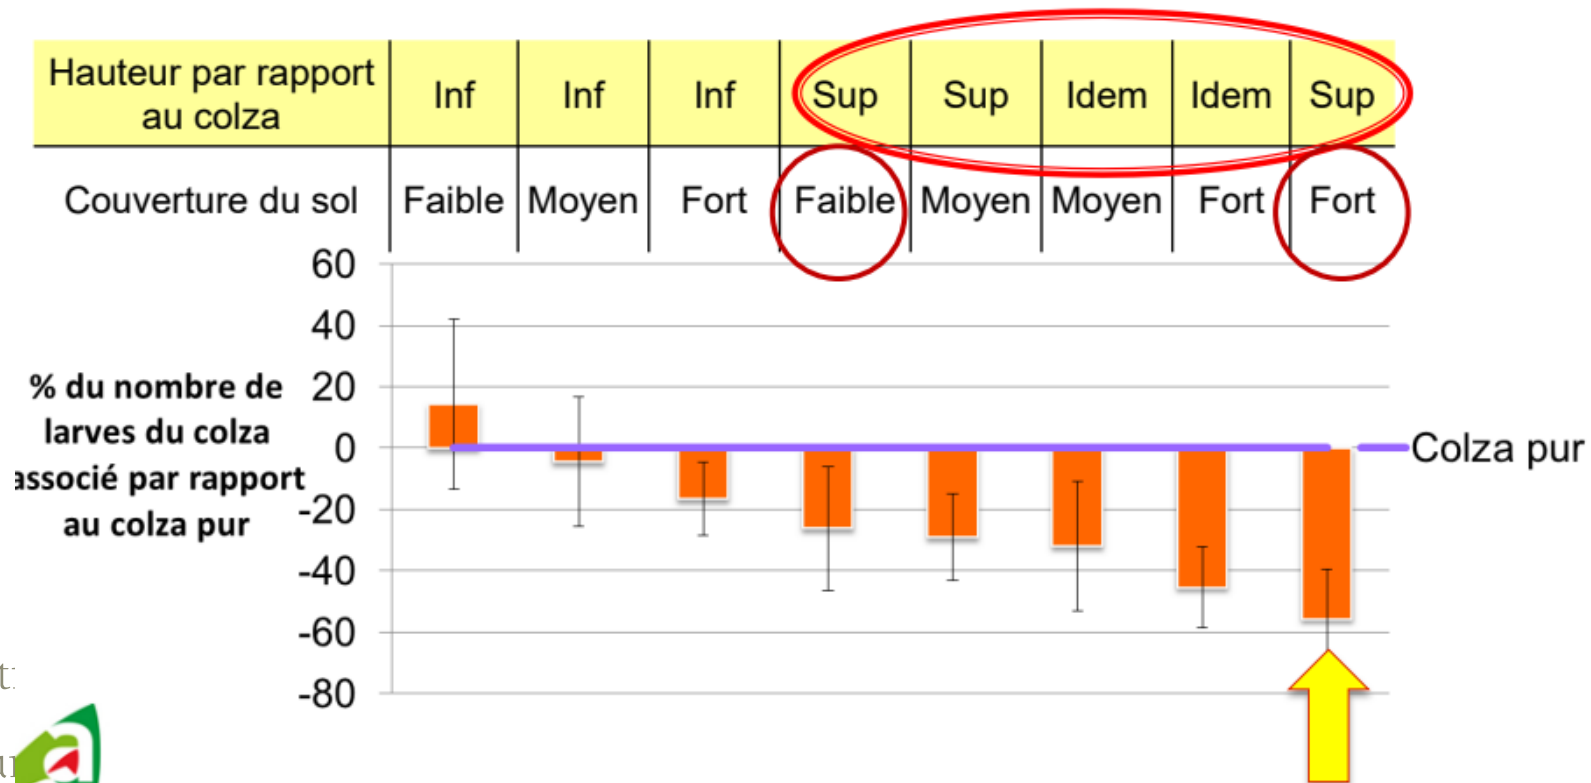 Hauteur par rapport au colza Inf Inf Inf Sup Sup Idem Idem Sup
Couverture du sol Faible Moyen Fort Faible Moyen Moyen Fort Fort
60
40
20
0
-20
-40
-60
-80
% du nombre de
larves du colza
associé par rapport
au colza pur
Colza pur